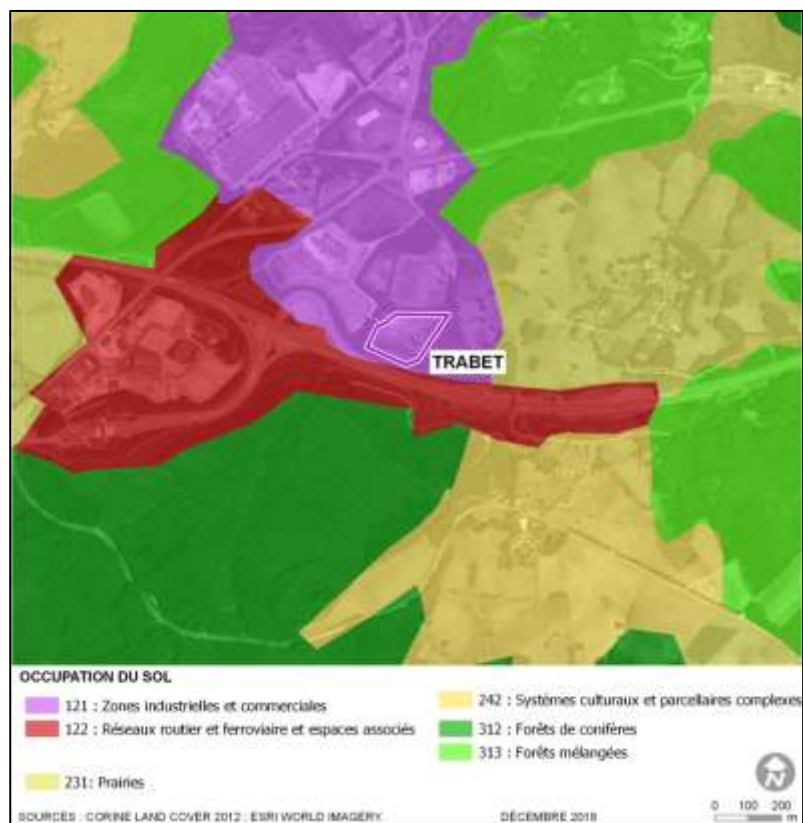 TRABET
OCCUPATION DU SOL
121 : Zones industrielles et commerciales
122 : Réseaux routier et ferroviaire et espaces associés
231: Prairies
242 : Systèmes culturaux et parcellaires complexes
312 : Forêts de conifères
313 : Forêts mélangées
N
SOURCES : CORINE LAND COVER 2012 ; ESRI WORLD IMAGERY
DÉCEMBRE 2018
0 100 200
m